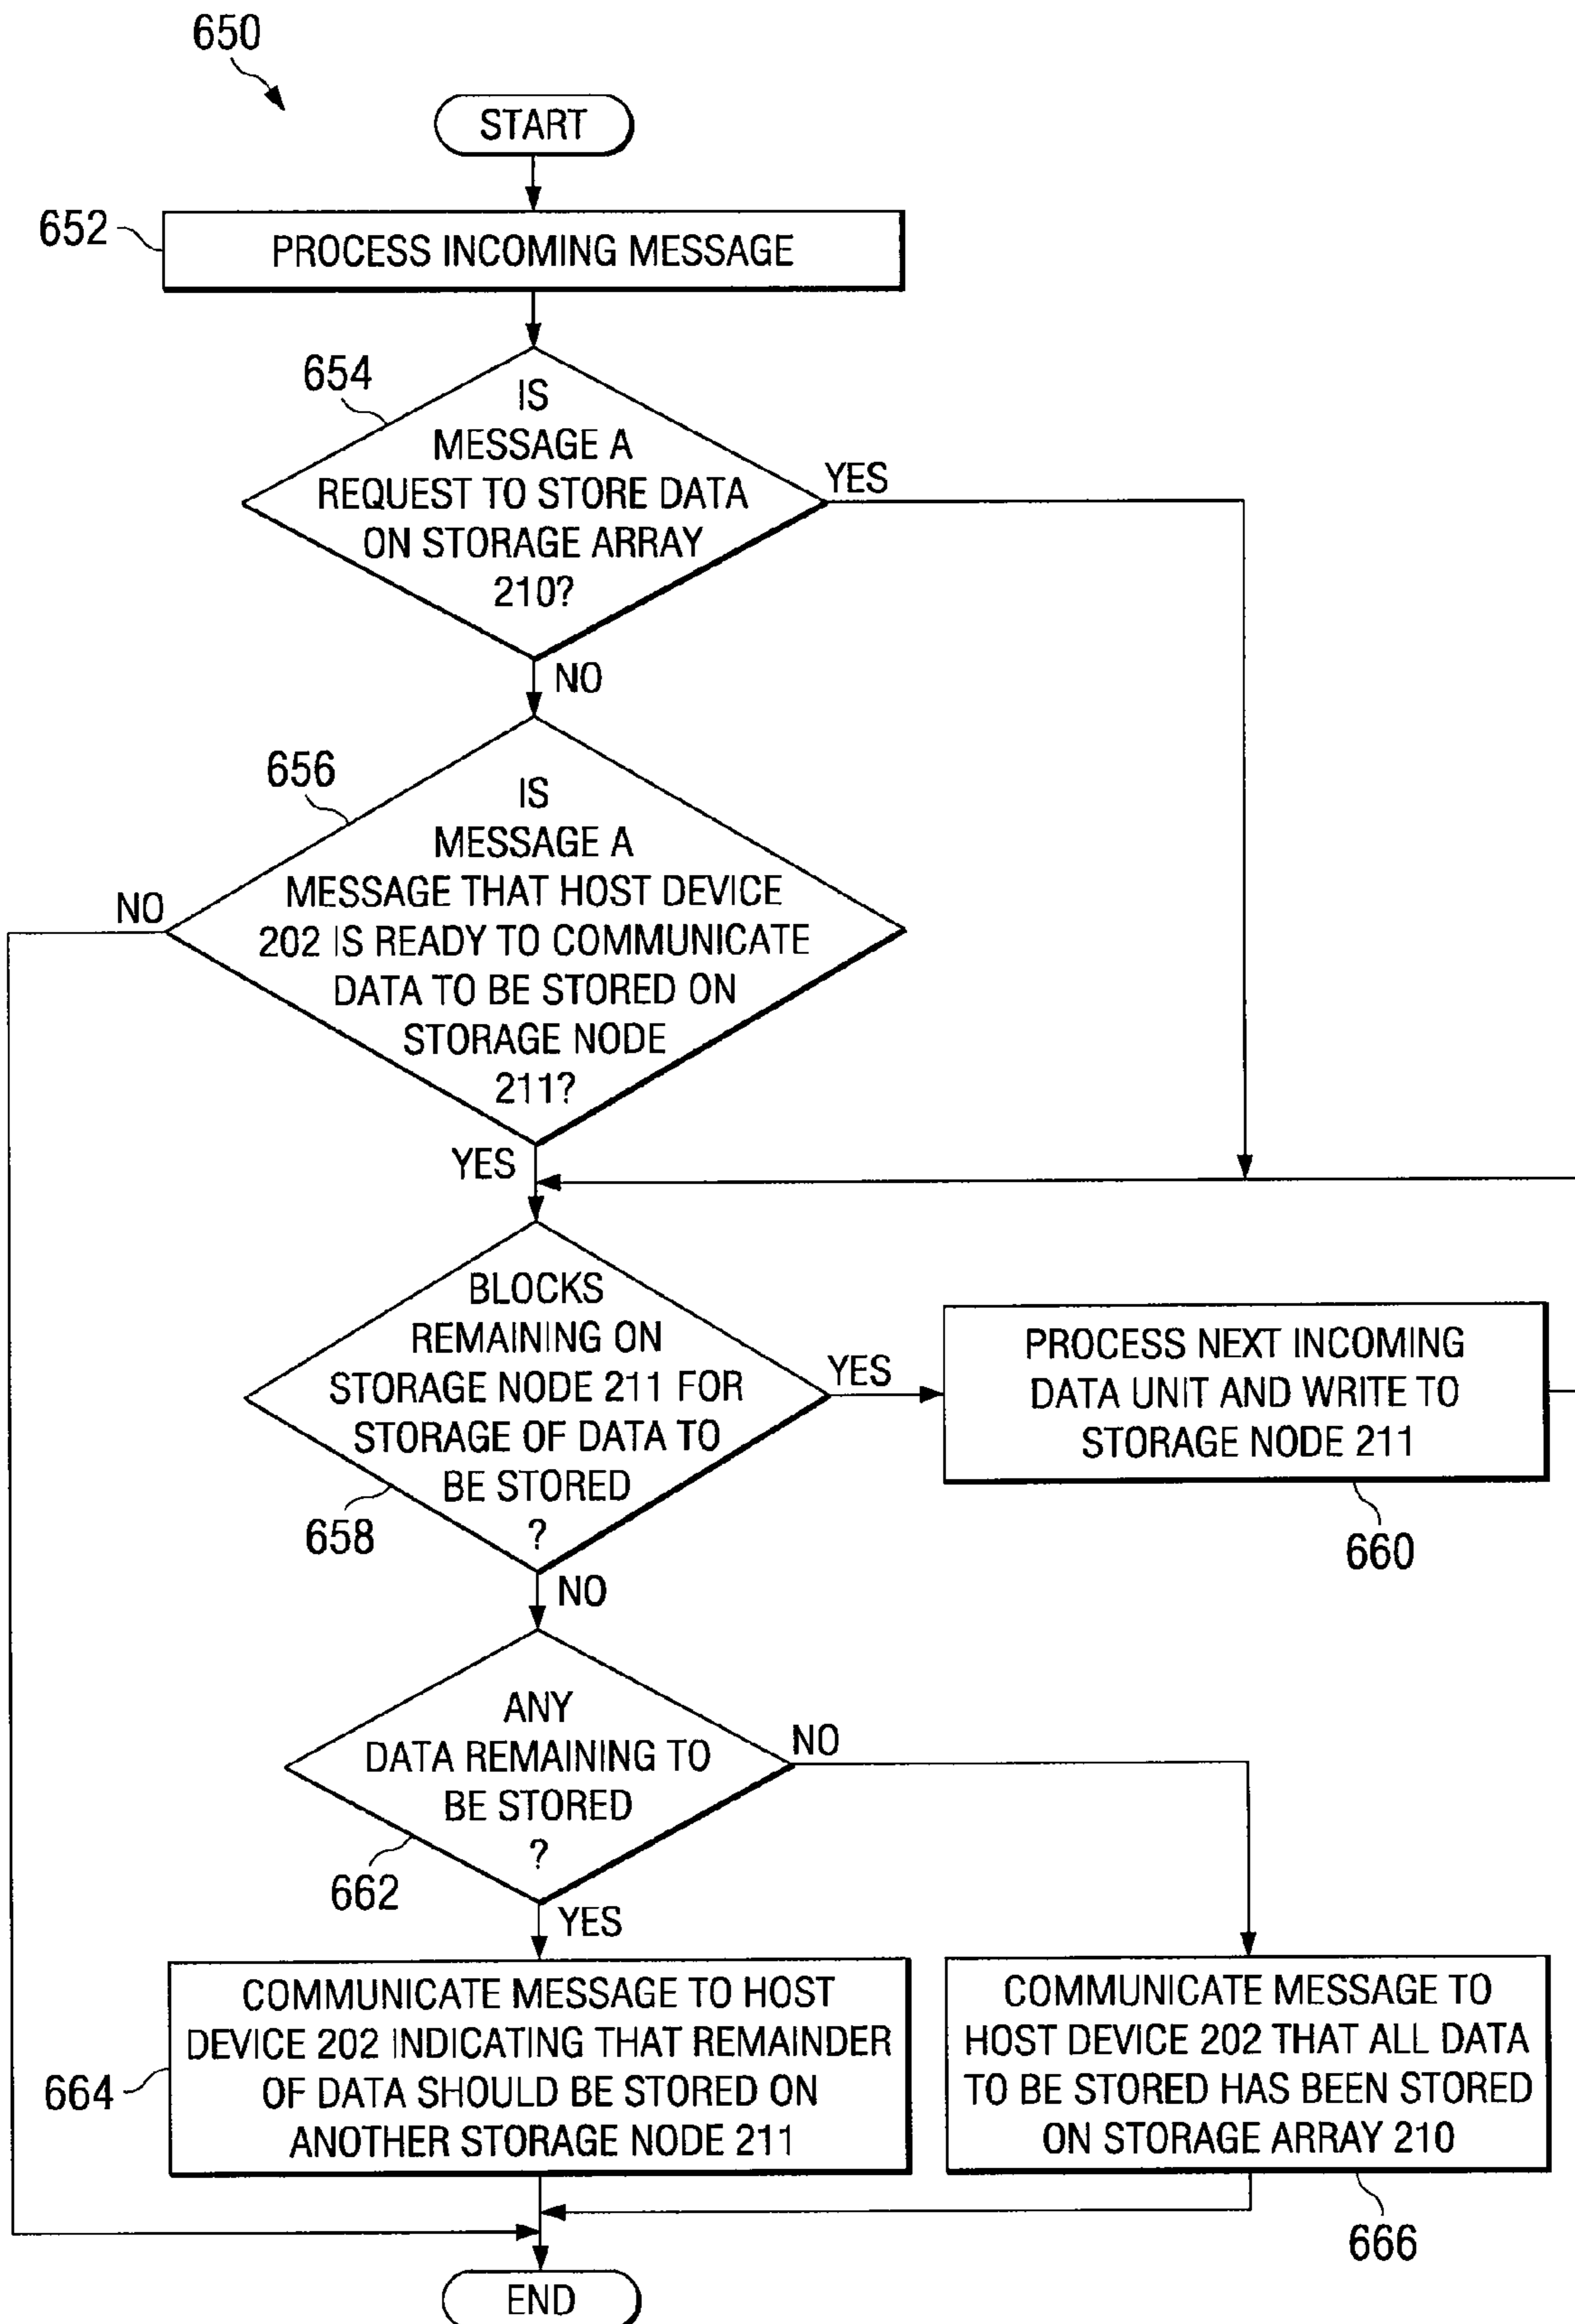 650
START
652
PROCESS INCOMING MESSAGE
654
IS
MESSAGE A
REQUEST TO STORE DATA
ON STORAGE ARRAY
210?
YES
NO
656
IS
MESSAGE A
MESSAGE THAT HOST DEVICE
202 IS READY TO COMMUNICATE
DATA TO BE STORED ON
STORAGE NODE
211?
NO
YES
BLOCKS
REMAINING ON
STORAGE NODE 211 FOR
STORAGE OF DATA TO
BE STORED
?
658
YES
PROCESS NEXT INCOMING
DATA UNIT AND WRITE TO
STORAGE NODE 211
660
NO
ANY
DATA REMAINING TO
BE STORED
?
662
NO
YES
COMMUNICATE MESSAGE TO HOST
DEVICE 202 INDICATING THAT REMAINDER
OF DATA SHOULD BE STORED ON
ANOTHER STORAGE NODE 211
664
COMMUNICATE MESSAGE TO
HOST DEVICE 202 THAT ALL DATA
TO BE STORED HAS BEEN STORED
ON STORAGE ARRAY 210
666
END